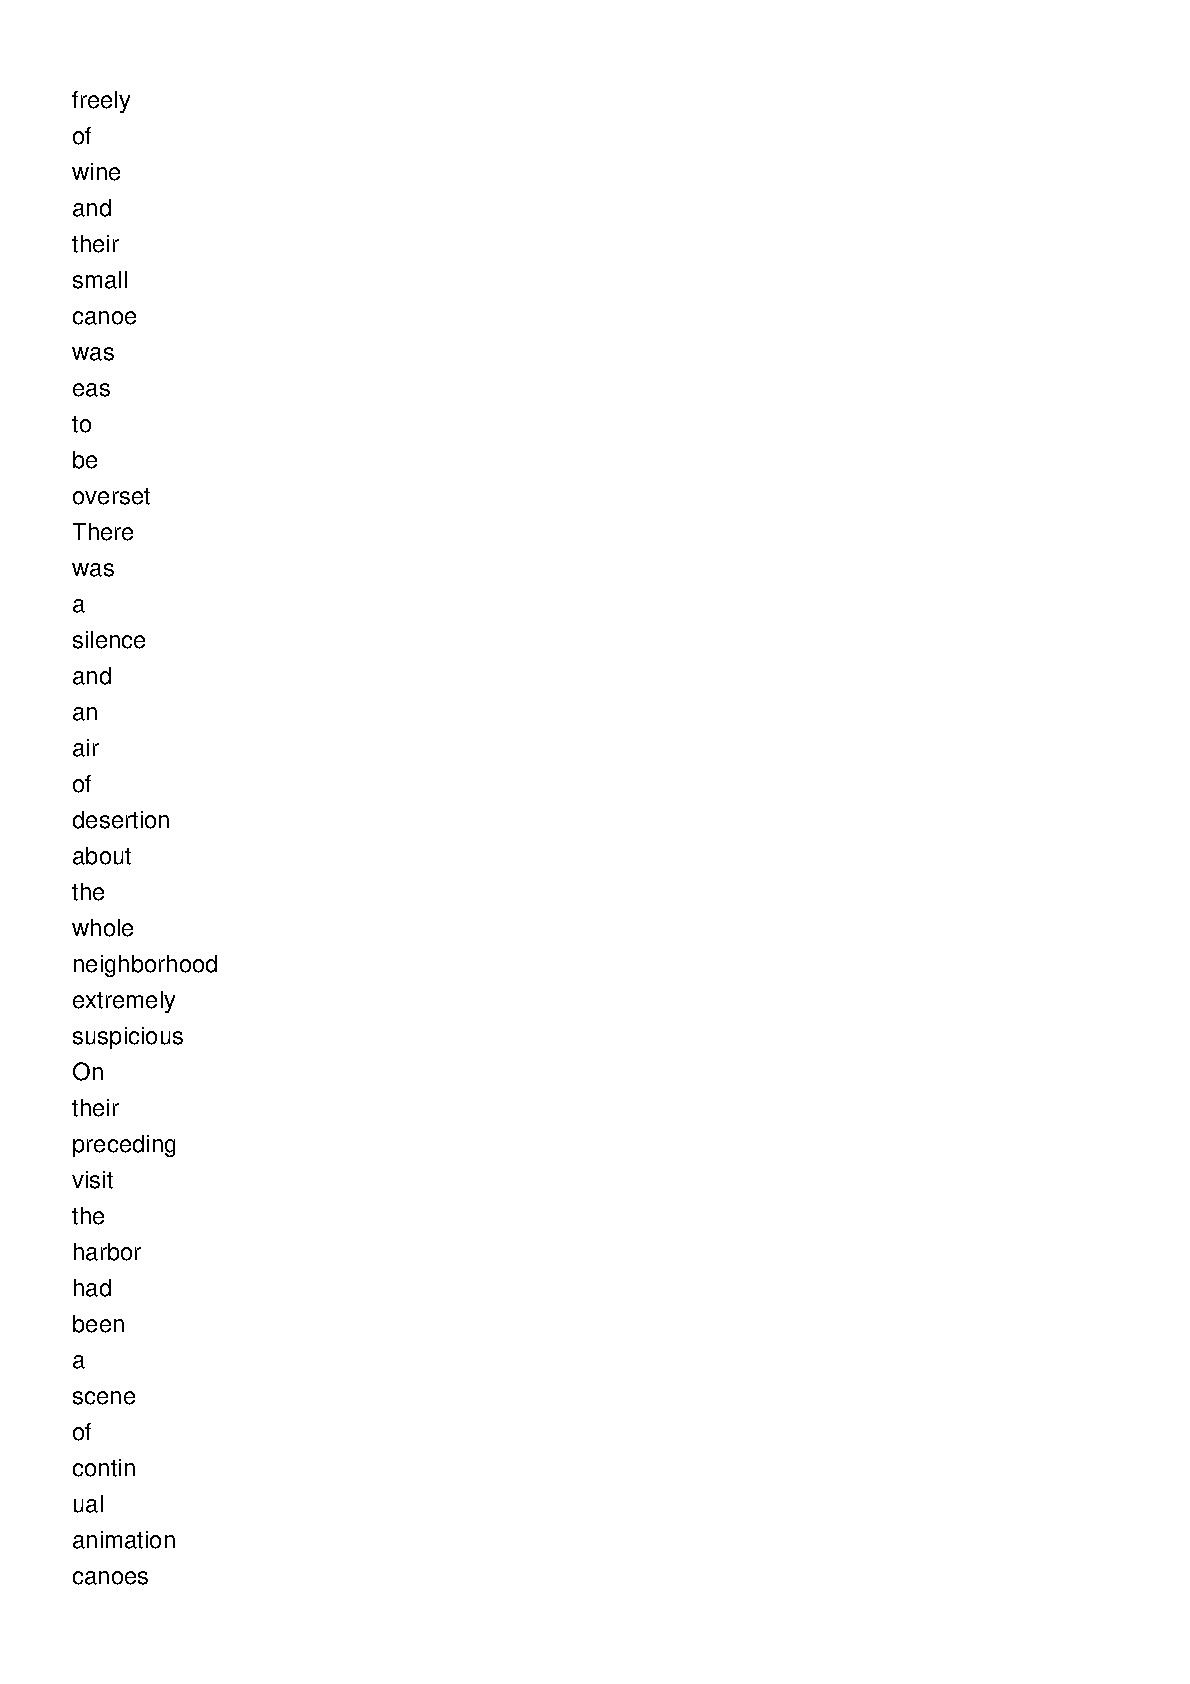 freely
of
wine
and
their
small
canoe
was
eas
to
be
overset
There
was
a
silence
and
an
air
of
desertion
about
the
whole
neighborhood
extremely
suspicious
On
their
preceding
visit
the
harbor
had
been
a
scene
of
contin
ual
animation
canoes